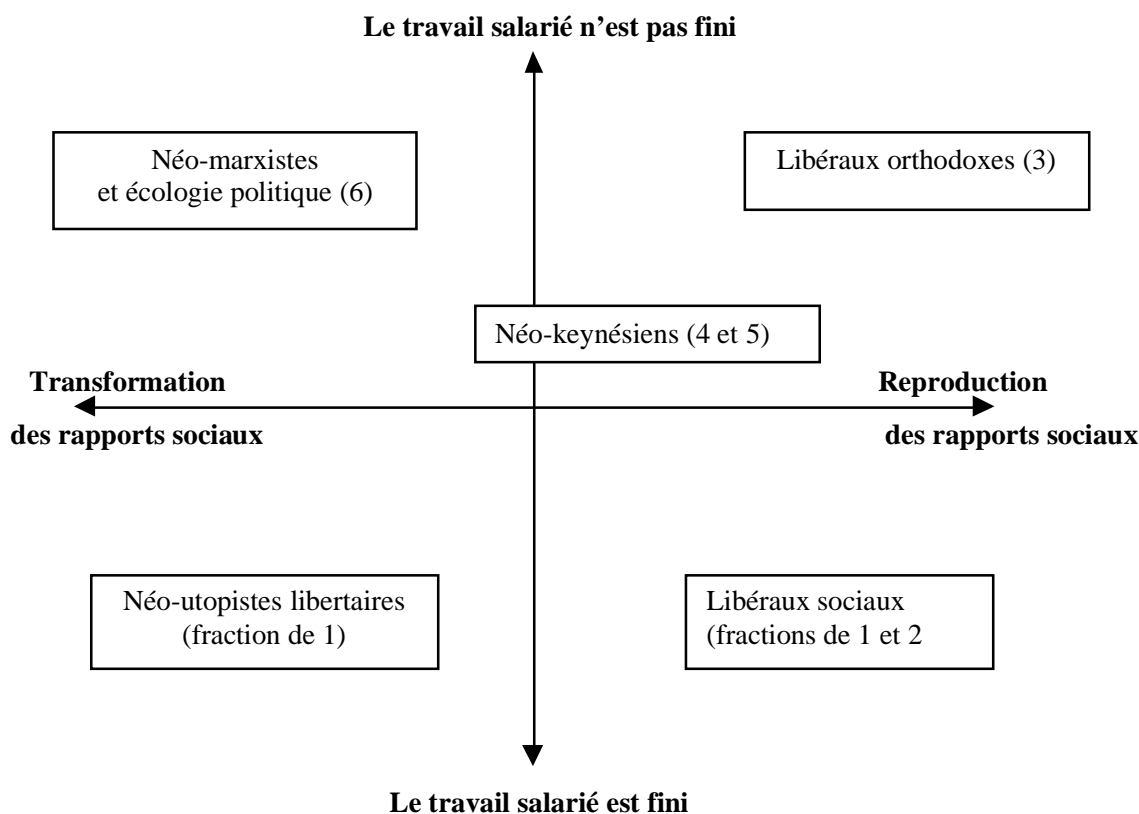 Le travail salarié n’est pas fini
Néo-marxistes
et écologie politique (6)
Libéraux orthodoxes (3)
Néo-keynésiens (4 et 5)
Transformation
des rapports sociaux
Reproduction
des rapports sociaux
Néo-utopistes libertaires
(fraction de 1)
Libéraux sociaux
(fractions de 1 et 2
Le travail salarié est fini